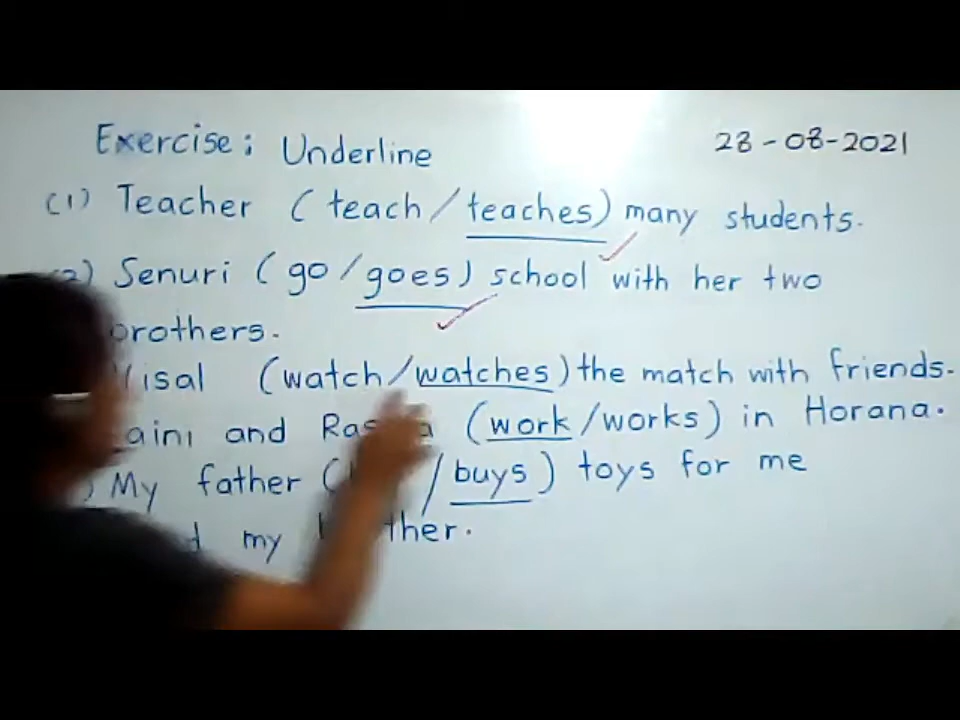 Exercise: Underline
28-08-2021
(1) Teacher (teach/teaches) many students.
2) Senuri (go/goes) school with her two
brothers.
(watch/watches) the match with friends.
and (work/works) in Horana.
) My father ( /buys) toys for me
my